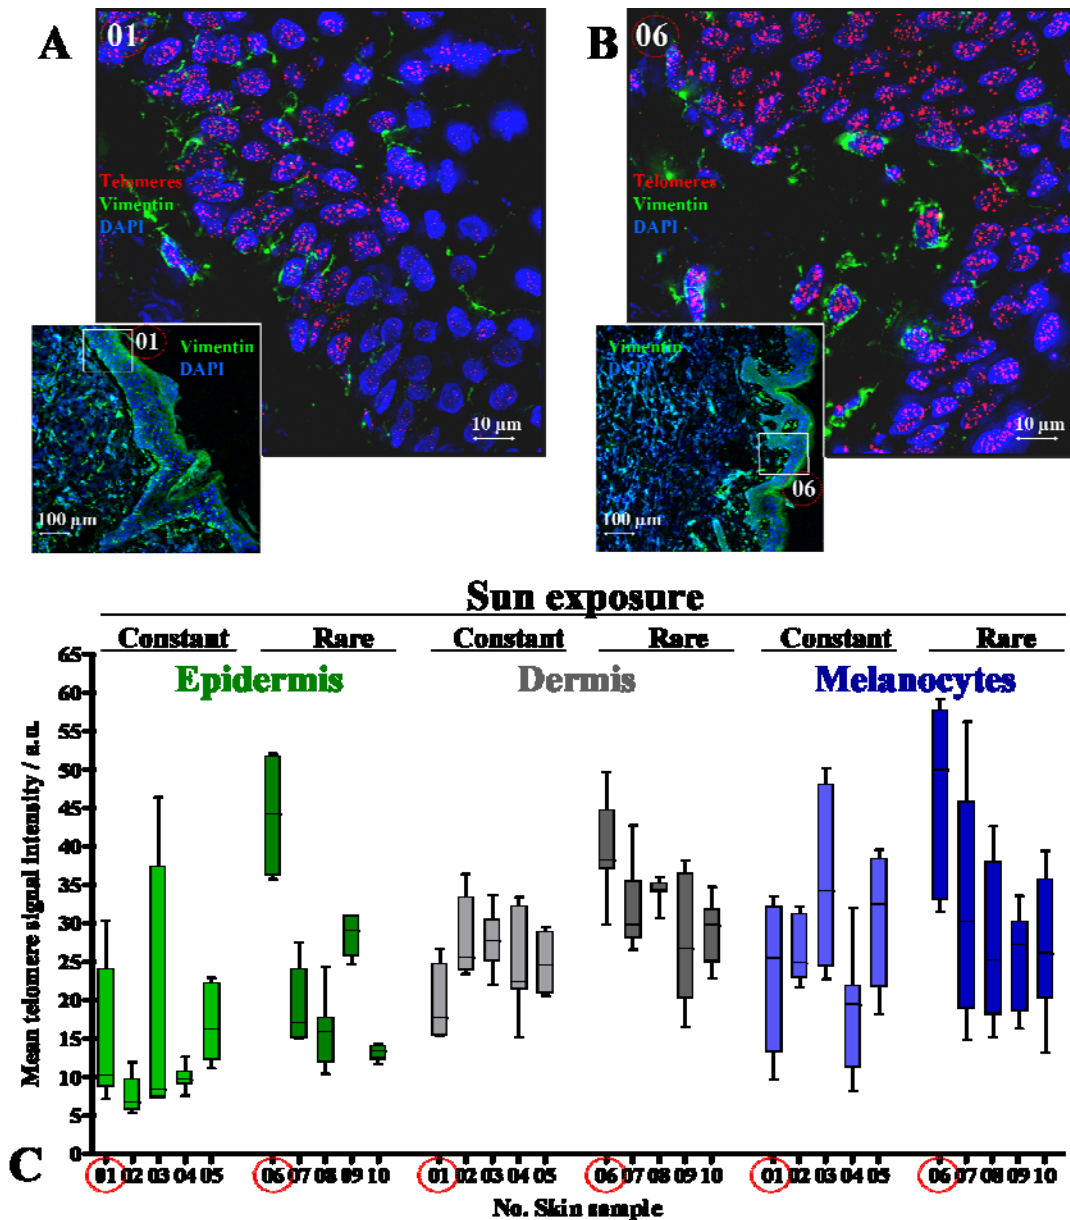 A
01
Telomeres
Vimentin
DAPI
10 µm
01
Vimentin
DAPI
100 µm
B
06
Telomeres
Vimentin
DAPI
10 µm
Vimentin
DAPI
06
100 µm
Sun exposure
Constant Rare Constant Rare Constant Rare
Epidermis Dermis Melanocytes
Mean telomere signal intensity / a.u.
65
60
55
50
45
40
35
30
25
20
15
10
5
0
C
01 02 03 04 05 06 07 08 09 10 01 02 03 04 05 06 07 08 09 10 01 02 03 04 05 06 07 08 09 10
No. Skin sample